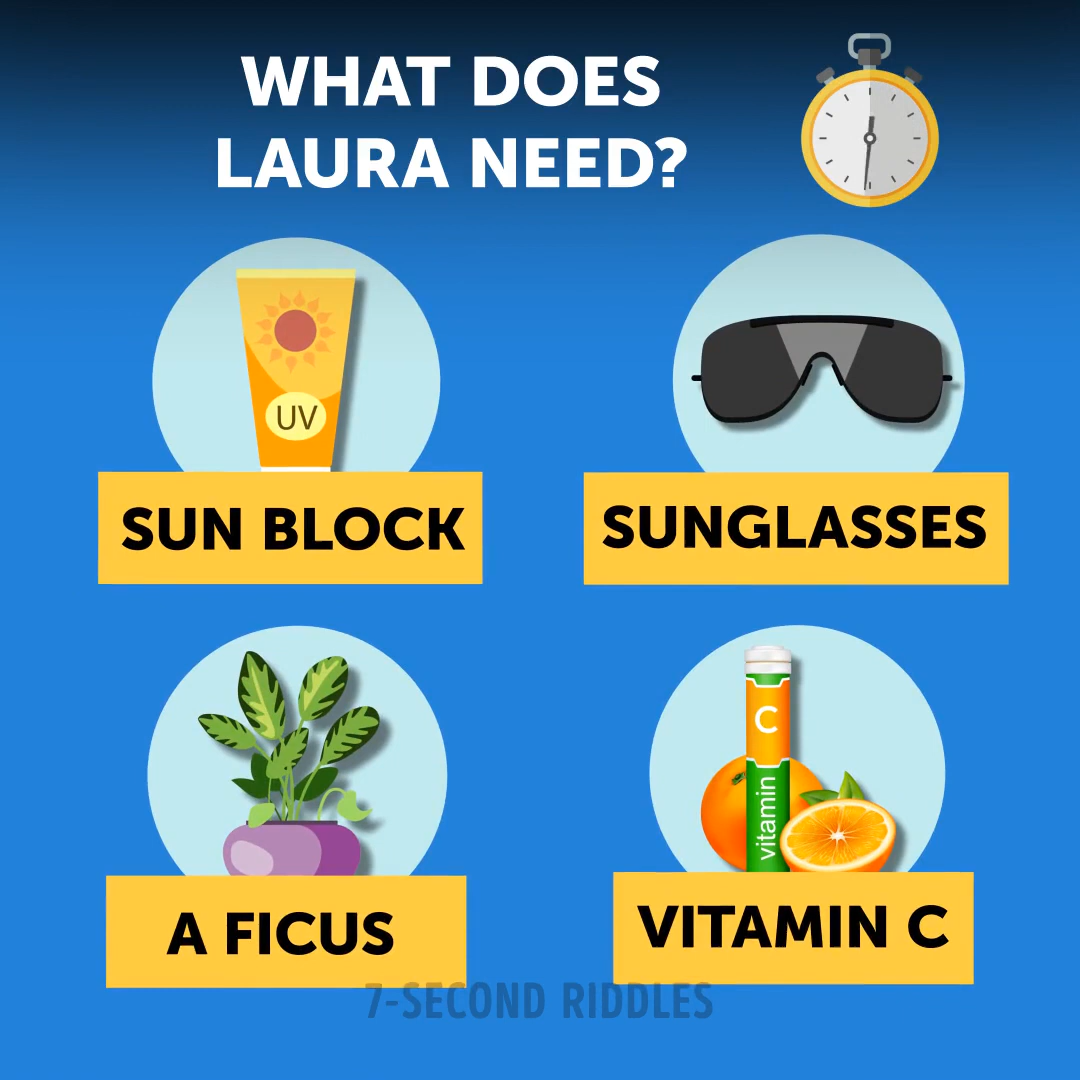 WHAT DOES
LAURA NEED?
UV
SUN BLOCK
SUNGLASSES
C
vitamin
A FICUS
VITAMIN C
7-SECOND RIDDLES